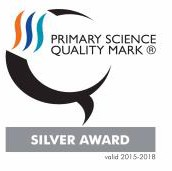 PRIMARY SCIENCE
QUALITY MARK ®
SILVER AWARD
valid 2015-2018